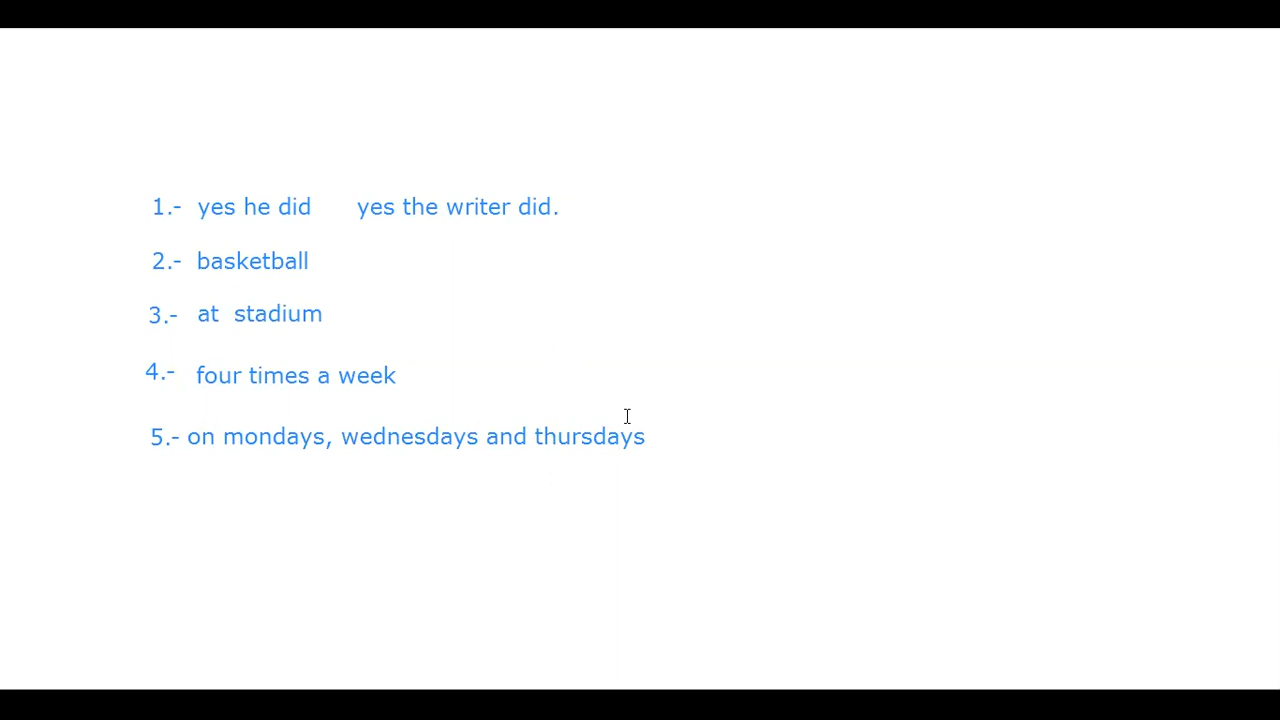 1.- yes he did yes the writer did.
2.- basketball
3.- at stadium
4.- four times a week
5.- on mondays, wednesdays and thursdays